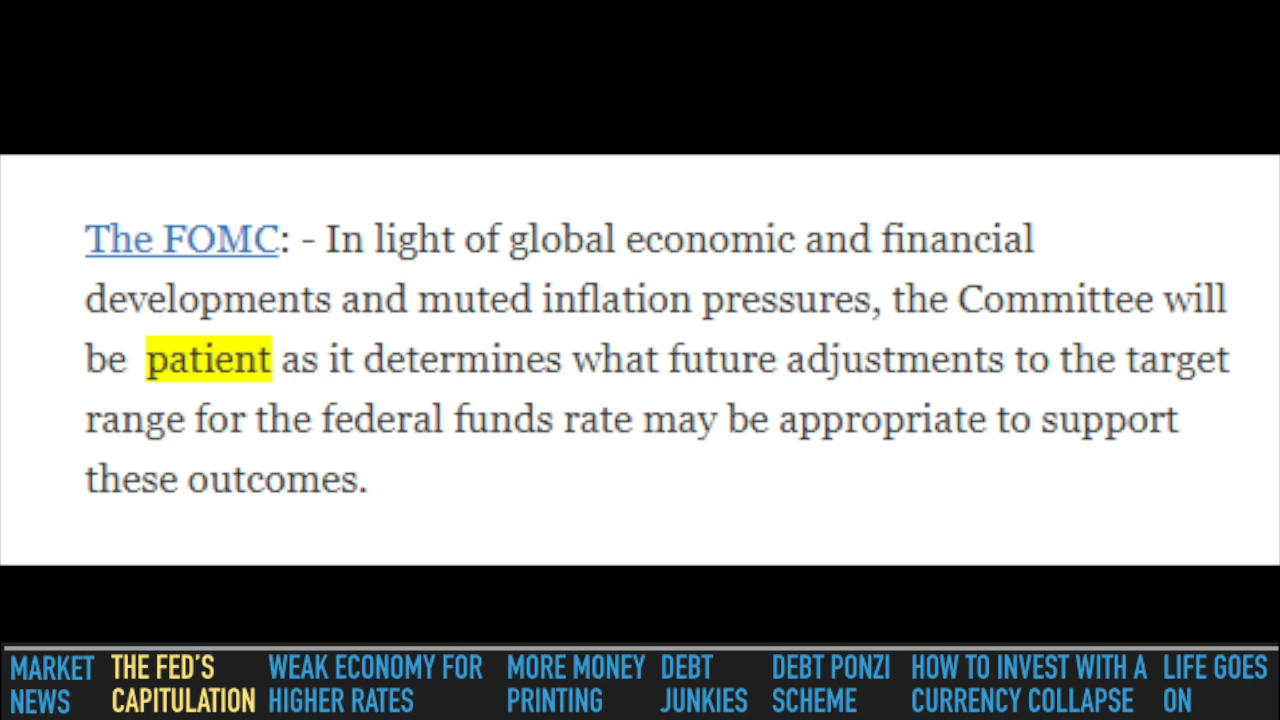 The FOMC: - In light of global economic and financial
developments and muted inflation pressures, the Committee will
be patient as it determines what future adjustments to the target
range for the federal funds rate may be appropriate to support
these outcomes.
MARKET
NEWS
THE FED'S
CAPITULATION
WEAK ECONOMY FOR
HIGHER RATES
MORE MONEY
PRINTING
DEBT
JUNKIES
DEBT PONZI
SCHEME
HOW TO INVEST WITH A
CURRENCY COLLAPSE
LIFE GOES
ON